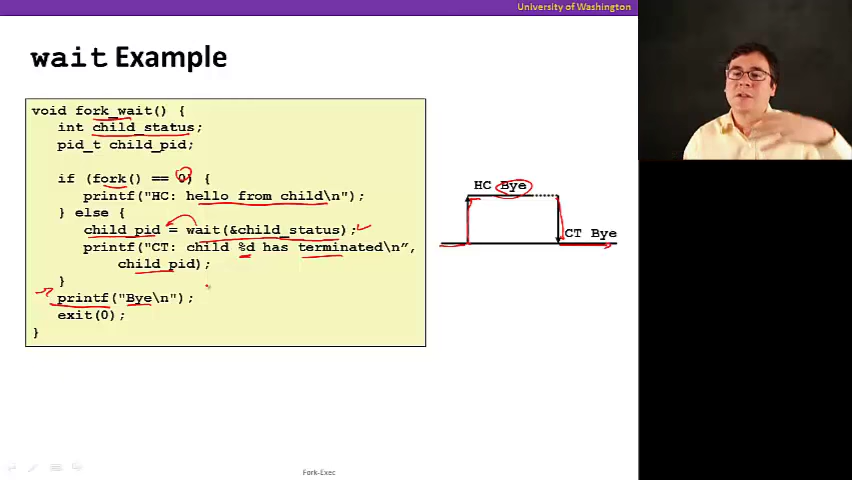 University of Washington
wait Example
void fork_wait() {
int child_status;
pid_t child_pid;
if (fork() == 0) {
printf("HC: hello from child\n");
} else {
child_pid = wait(&child_status);
printf("CT: child %d has terminated\n”,
child_pid);
}
printf("Bye\n");
exit(0);
}
HC Bye
CT Bye
Fork-Exec